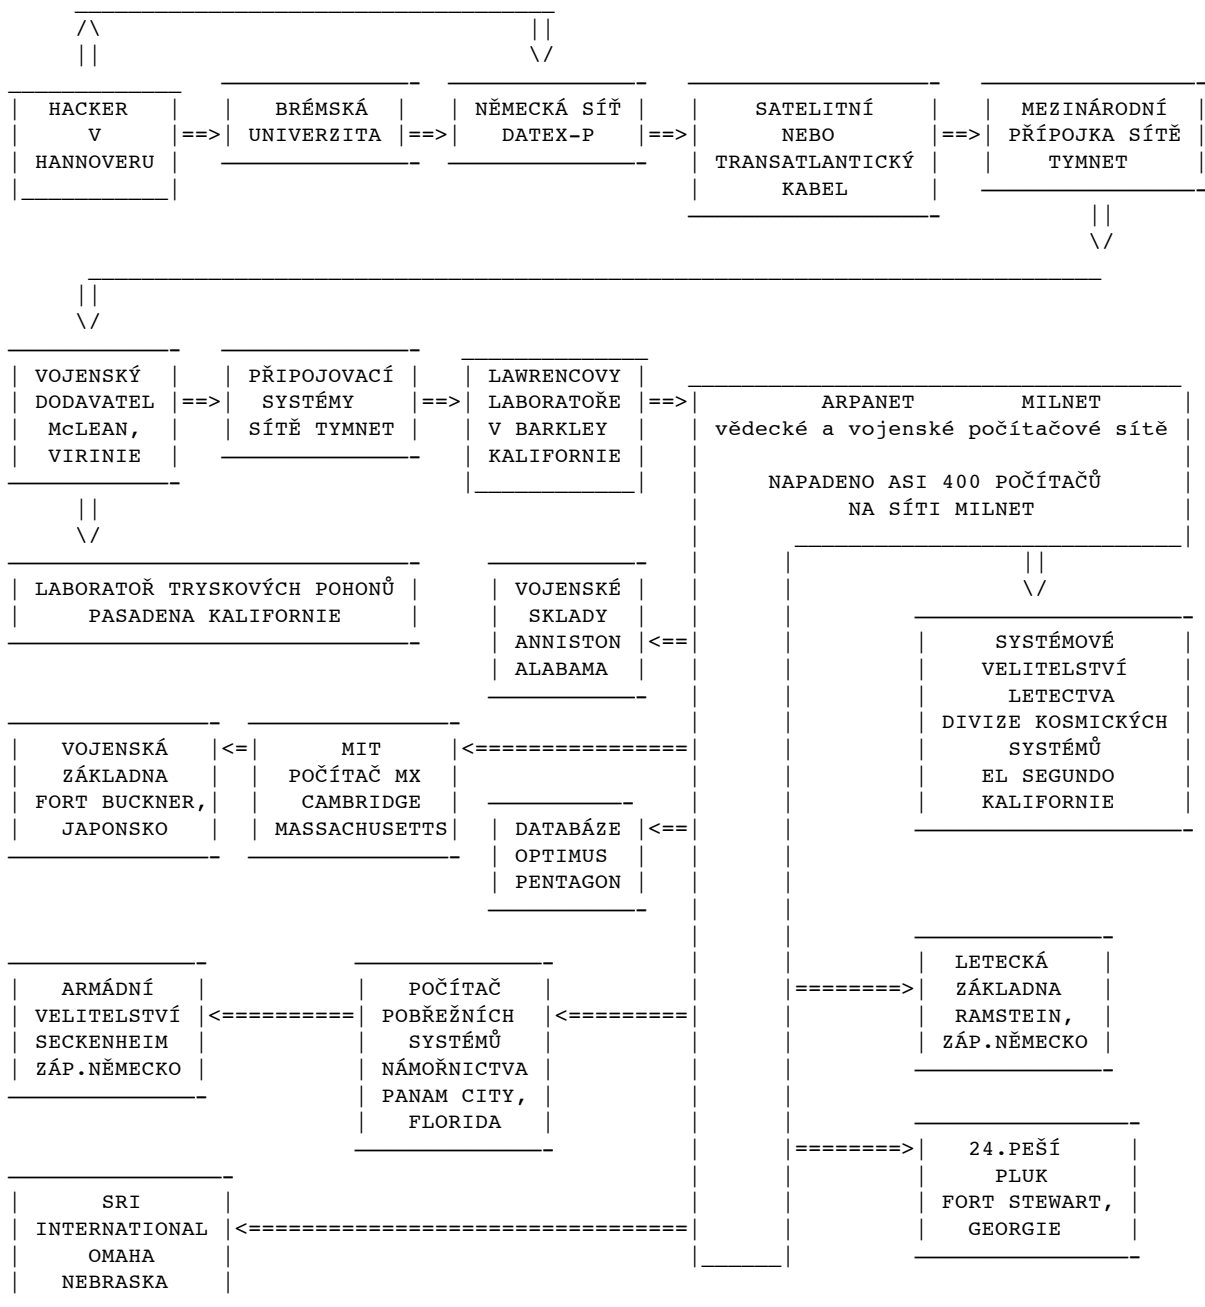 HACKER
V
HANNOVERU
BRÉMSKÁ
UNIVERZITA
NĚMECKÁ SÍŤ
DATEX-P
SATELITNÍ
NEBO
TRANSATLANTICKÝ
KABEL
MEZINÁRODNÍ
PŘÍPOJKA SÍTĚ
TYMNET
VOJENSKÝ
DODAVATEL
McLEAN,
VIRINIE
PŘIPOJOVACÍ
SYSTÉMY
SÍTĚ TYMNET
LAWRENCOVY
LABORATOŘE
V BARKLEY
KALIFORNIE
ARPANET MILNET
vědecké a vojenské počítačové sítě
NAPADENO ASI 400 POČÍTAČŮ
NA SÍTI MILNET
LABORATOŘ TRYSKOVÝCH POHONŮ
PASADENA KALIFORNIE
VOJENSKÉ
SKLADY
ANNISTON
ALABAMA
SYSTÉMOVÉ
VELITELSTVÍ
LETECTVA
DIVIZE KOSMICKÝCH
SYSTÉMŮ
EL SEGUNDO
KALIFORNIE
VOJENSKÁ
ZÁKLADNA
FORT BUCKNER,
JAPONSKO
MIT
POČÍTAČ MX
CAMBRIDGE
MASSACHUSETTS
DATABÁZE
OPTIMUS
PENTAGON
ARMÁDNÍ
VELITELSTVÍ
SECKENHEIM
ZÁP.NĚMECKO
POČÍTAČ
POBŘEŽNÍCH
SYSTÉMŮ
NÁMOŘNICTVA
PANAM CITY,
FLORIDA
LETECKÁ
ZÁKLADNA
RAMSTEIN,
ZÁP.NĚMECKO
24.PEŠÍ
PLUK
FORT STEWART,
GEORGIE
SRI
INTERNATIONAL
OMAHA
NEBRASKA